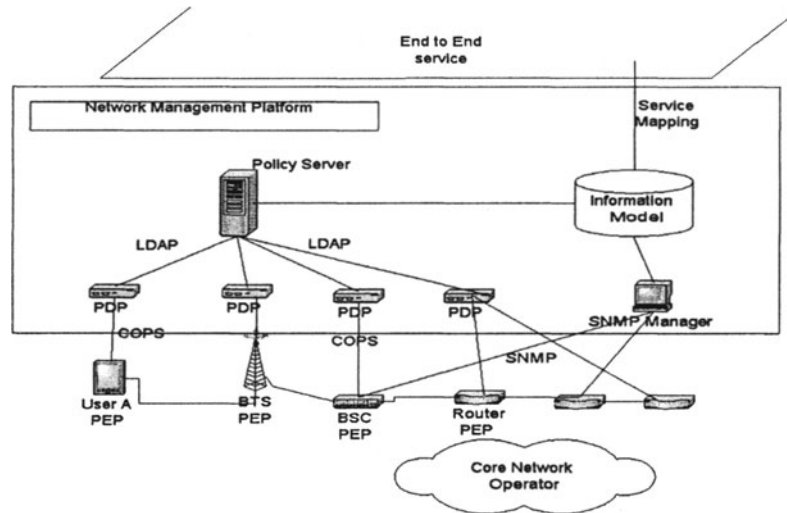 End to End
service
Network Management Platform
Service
Mapping
Policy Server
Information
Model
LDAP
LDAP
PDP
PDP
PDP
PDP
SNMP Manager
COPS
COPS
SNMP
User A
PEP
BTS
PEP
BSC
PEP
Router
PEP
Core Network
Operator